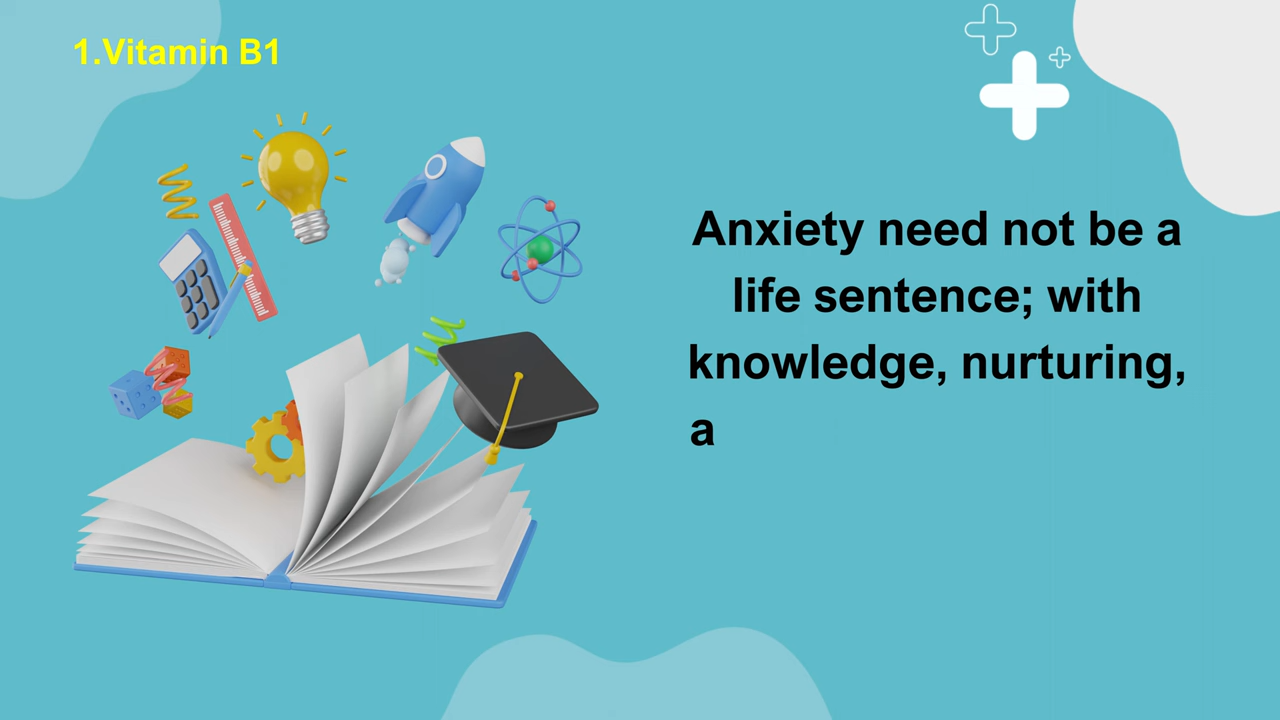 1.Vitamin B1
Anxiety need not be a
life sentence; with
knowledge, nurturing,
a